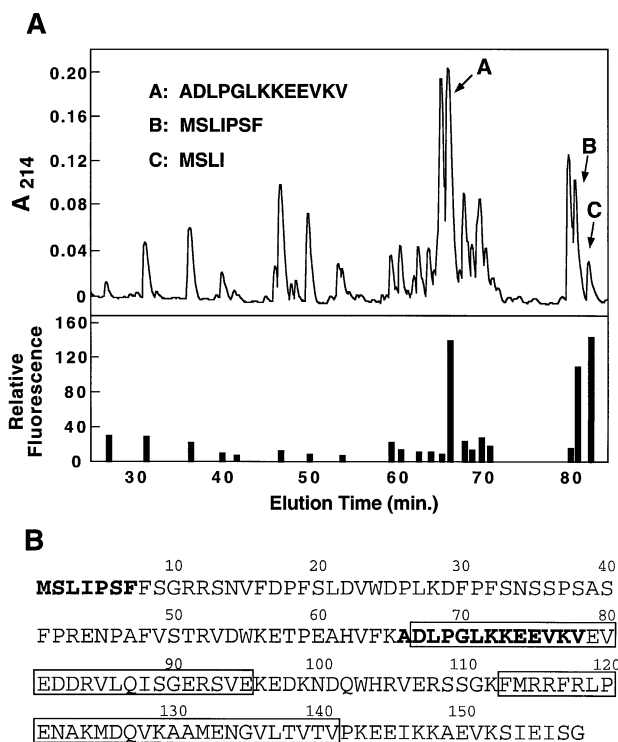 A
A: ADLPGLKKEEVKV
B: MSLIPSF
C: MSLI
A
B
C
A 214
0.20
0.16
0.12
0.08
0.04
0
Relative
Fluorescence
160
120
80
40
0
30 40 50 60 70 80
Elution Time (min.)
B
10 20 30 40
MSLIPSFFSGRRSNVFDPFSLDVWDPLKDFPFSNSSPSAS
50 60 70 80
FPRENPAFVSTRVDWKETPEAHVFKADLPGLKKEEVKVEV
90 100 110 120
EDDRVLQISGERSVEKEDKNDQWHRVERSSGKFMRRFRLP
130 140 150
ENAKMDQVKAAMENGVLTVTVPKEEIKKAEVKSIEISG